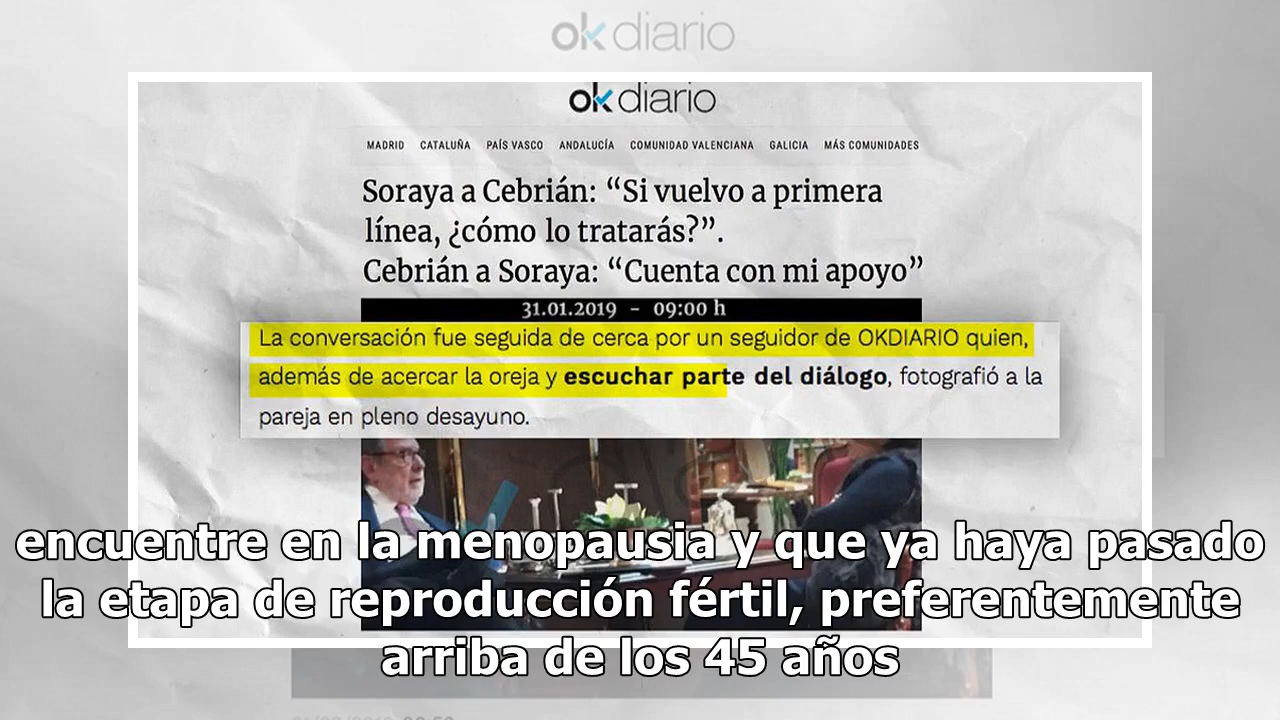 ok diario
ok diario
MADRID CATALUÑA PAÍS VASCO ANDALUCÍA COMUNIDAD VALENCIANA GALICIA MÁS COMUNIDADES
Soraya a Cebrián: “Si vuelvo a primera
línea, ¿cómo lo tratarás?”.
Cebrián a Soraya: “Cuenta con mi apoyo”
31.01.2019 - 09:00 h
La conversación fue seguida de cerca por un seguidor de OKDIARIO quien,
además de acercar la oreja y escuchar parte del diálogo, fotografió a la
pareja en pleno desayuno.
encuentre en la menopausia y que ya haya pasado
la etapa de reproducción fértil, preferentemente
arriba de los 45 años